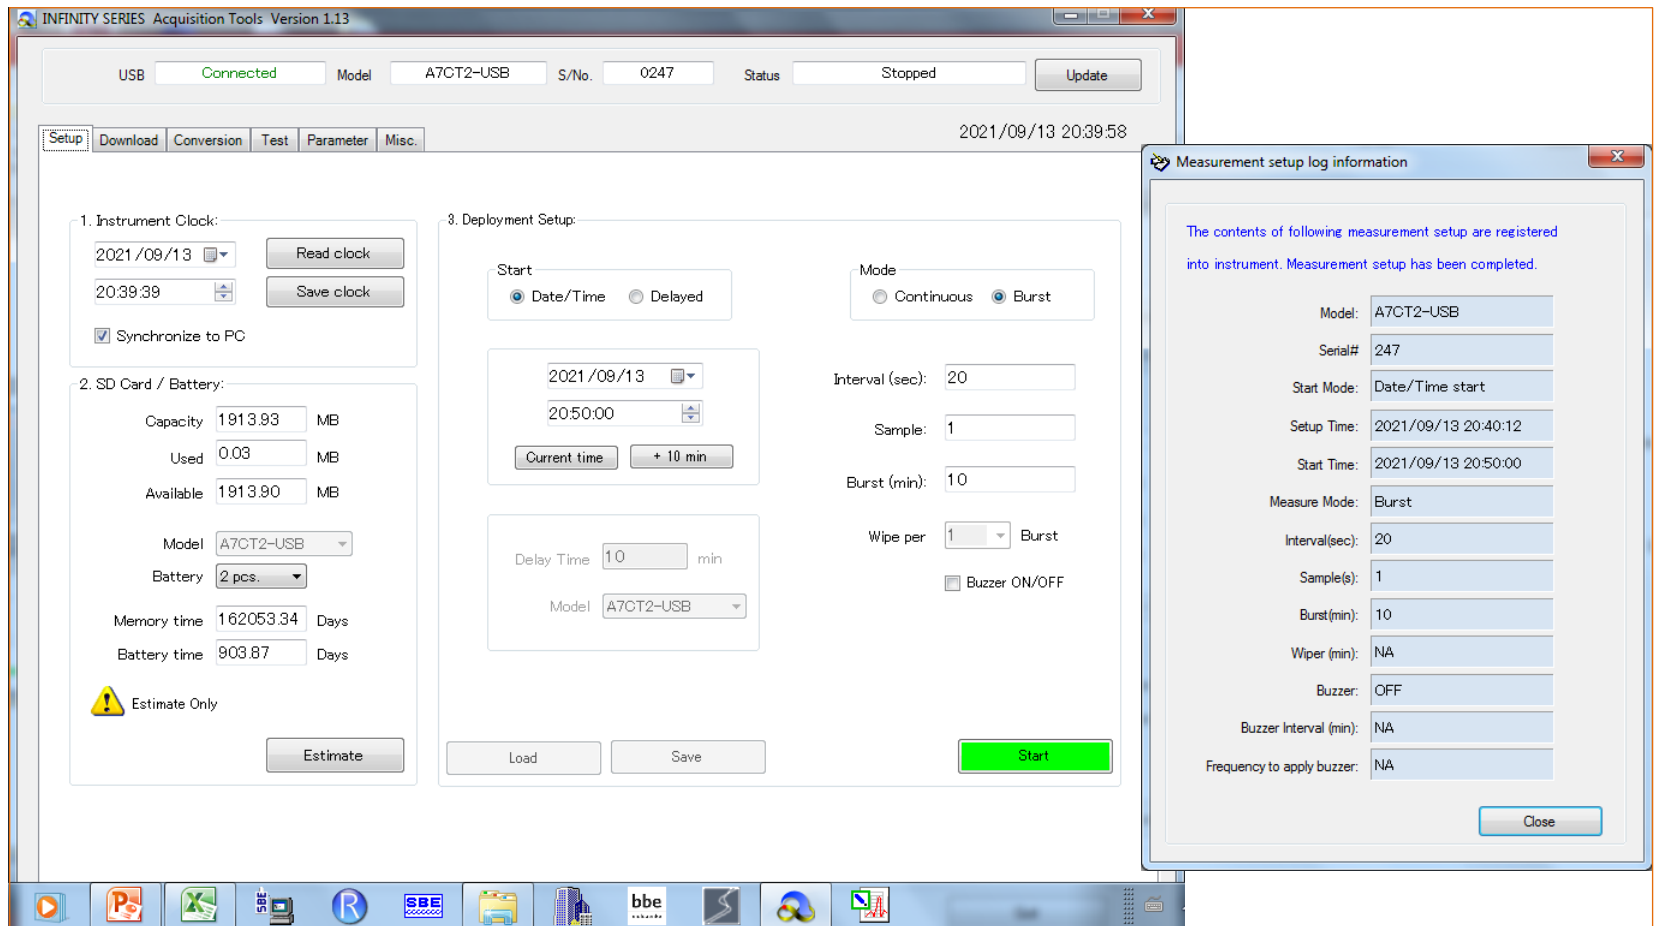 INFINITY SERIES  Acquisition Tools  Version 1.13
USB Connected Model A7CT2-USB S/No. 0247 Status Stopped Update
Setup Download Conversion Test Parameter Misc.
2021/09/13 20:39:58
1. Instrument Clock:
2021/09/13 Read clock
20:39:39 Save clock
Synchronize to PC
2. SD Card / Battery:
Capacity 1913.93 MB
Used 0.03 MB
Available 1913.90 MB
Model A7CT2-USB
Battery 2 pcs.
Memory time 162053.34 Days
Battery time 903.87 Days
Estimate Only
Estimate
3. Deployment Setup:
Start
Date/Time Delayed
2021/09/13
20:50:00
Current time + 10 min
Delay Time 10 min
Model A7CT2-USB
Mode
Continuous Burst
Interval (sec): 20
Sample: 1
Burst (min): 10
Wipe per 1 Burst
Buzzer ON/OFF
Load Save Start
Measurement setup log information
The contents of following measurement setup are registered
into instrument. Measurement setup has been completed.
Model: A7CT2-USB
Serial# 247
Start Mode: Date/Time start
Setup Time: 2021/09/13 20:40:12
Start Time: 2021/09/13 20:50:00
Measure Mode: Burst
Interval(sec): 20
Sample(s): 1
Burst(min): 10
Wiper (min): NA
Buzzer: OFF
Buzzer Interval (min): NA
Frequency to apply buzzer: NA
Close
SBE
R
SBE
bbe